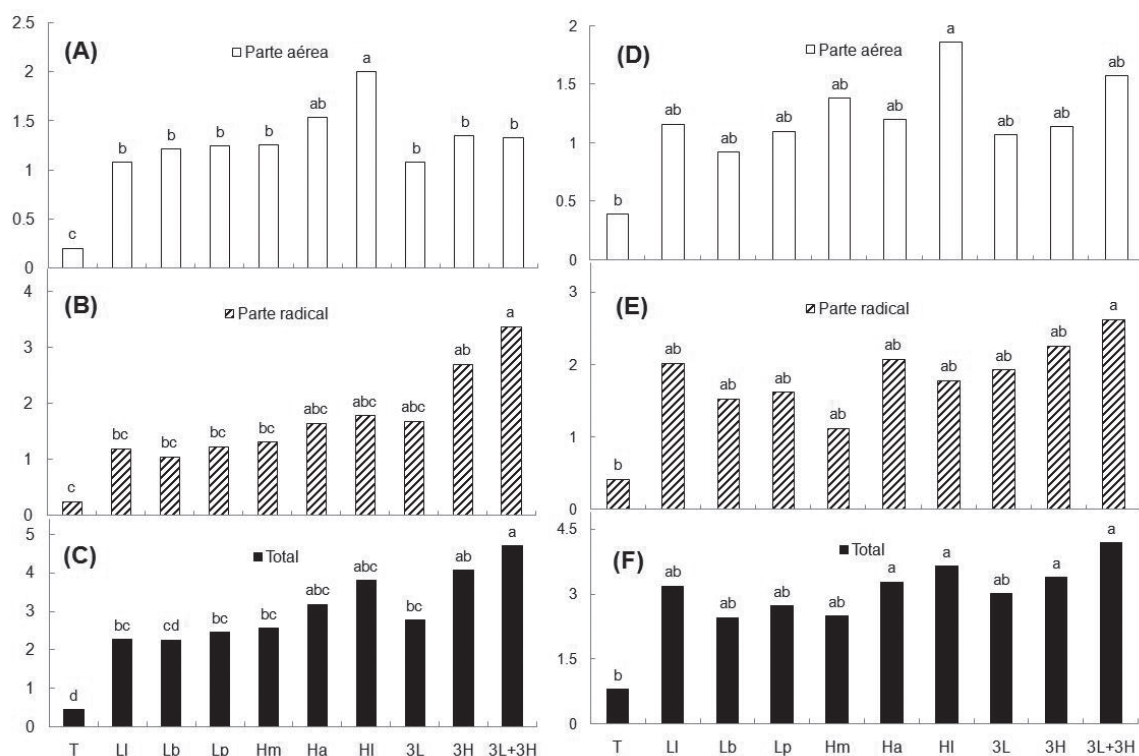 (A)
Parte aérea
2.5
2
1.5
1
0.5
0
c b b b b ab a b b b
(B)
Parte radical
4
3
2
1
0
c bc bc bc bc abc abc abc ab a
(C)
Total
5
4
3
2
1
0
d bc cd bc bc abc abc bc ab a
T Ll Lb Lp Hm Ha Hl 3L 3H 3L+3H
(D)
Parte aérea
2
1.5
1
0.5
0
b ab ab ab ab ab a ab ab ab
(E)
Parte radical
3
2
1
0
b ab ab ab ab ab ab ab ab a
(F)
Total
4.5
3
1.5
0
b ab ab ab ab a a ab a a
T Ll Lb Lp Hm Ha Hl 3L 3H 3L+3H